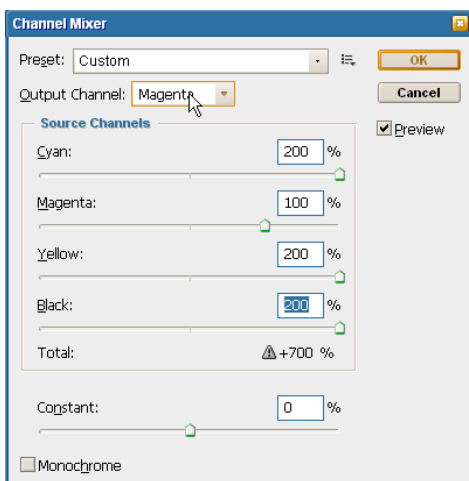 Channel Mixer
Preset: Custom
OK
Output Channel: Magenta
Cancel
Preview
Source Channels
Cyan: 200 %
Magenta: 100 %
Yellow: 200 %
Black: 200 %
Total: +700 %
Constant: 0 %
Monochrome